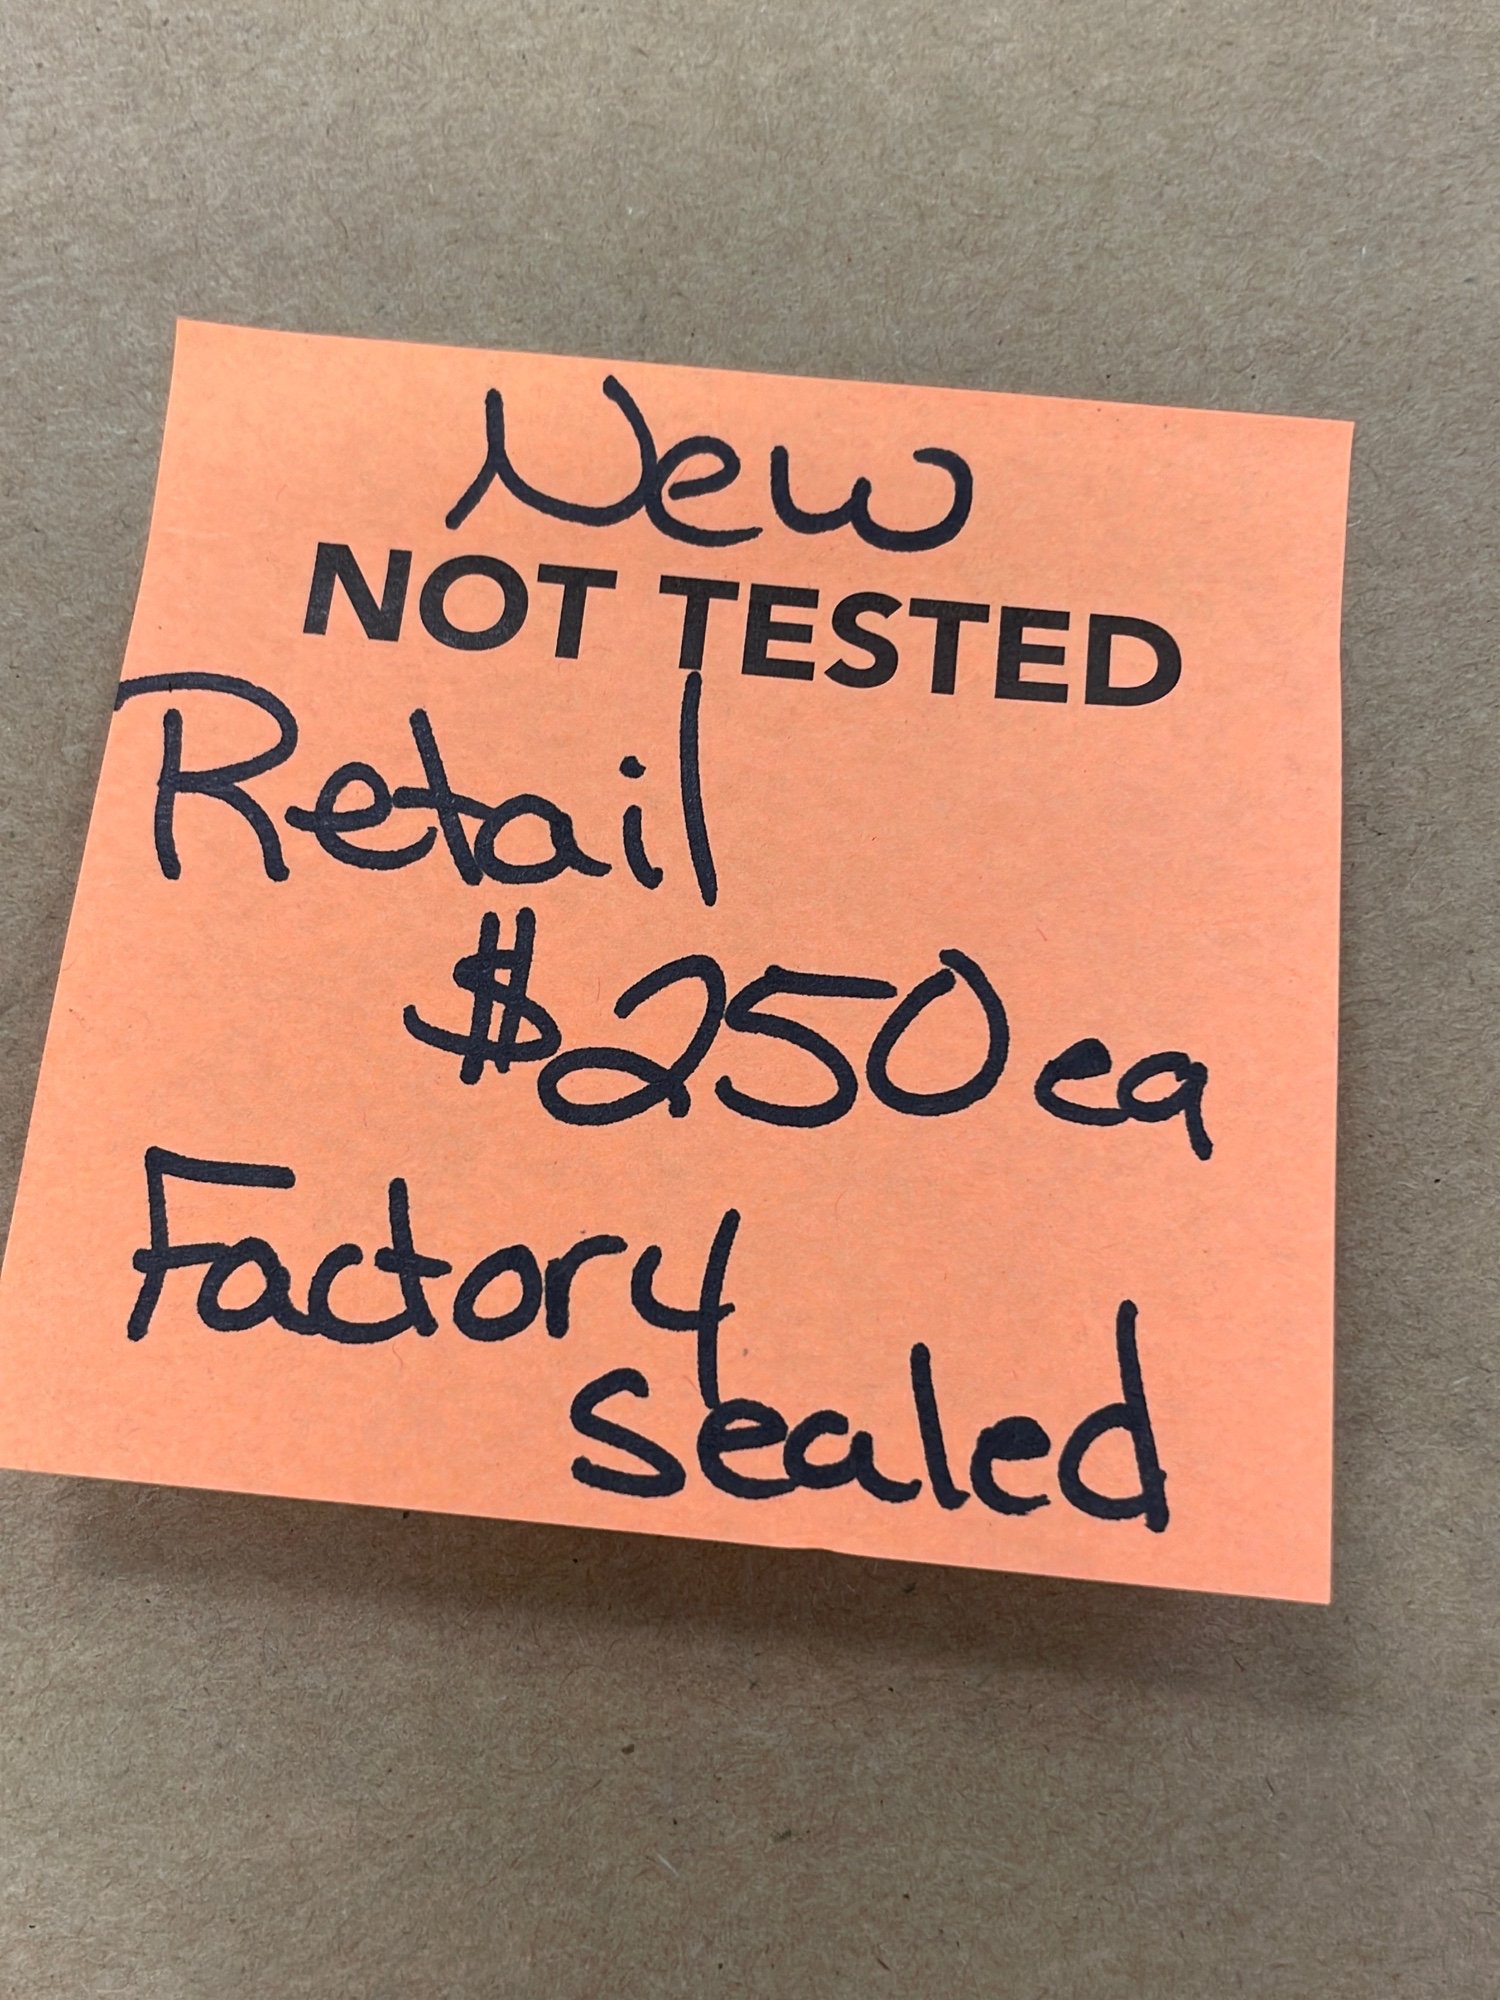 New
NOT TESTED
Retail
$250 ea
Factory
Sealed